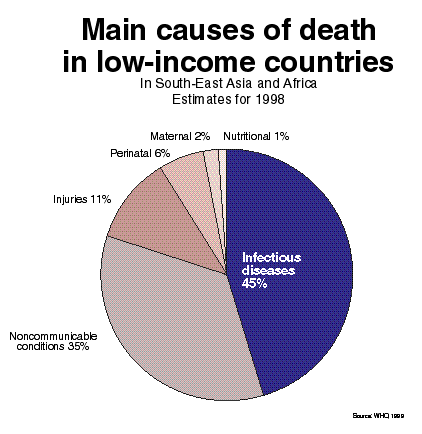 Main causes of death
in low-income countries
In South-East Asia and Africa
Estimates for 1998
Maternal 2%
Nutritional 1%
Perinatal 6%
Injuries 11%
Infectious
diseases
45%
Noncommunicable
conditions 35%
Source: WHO, 1999